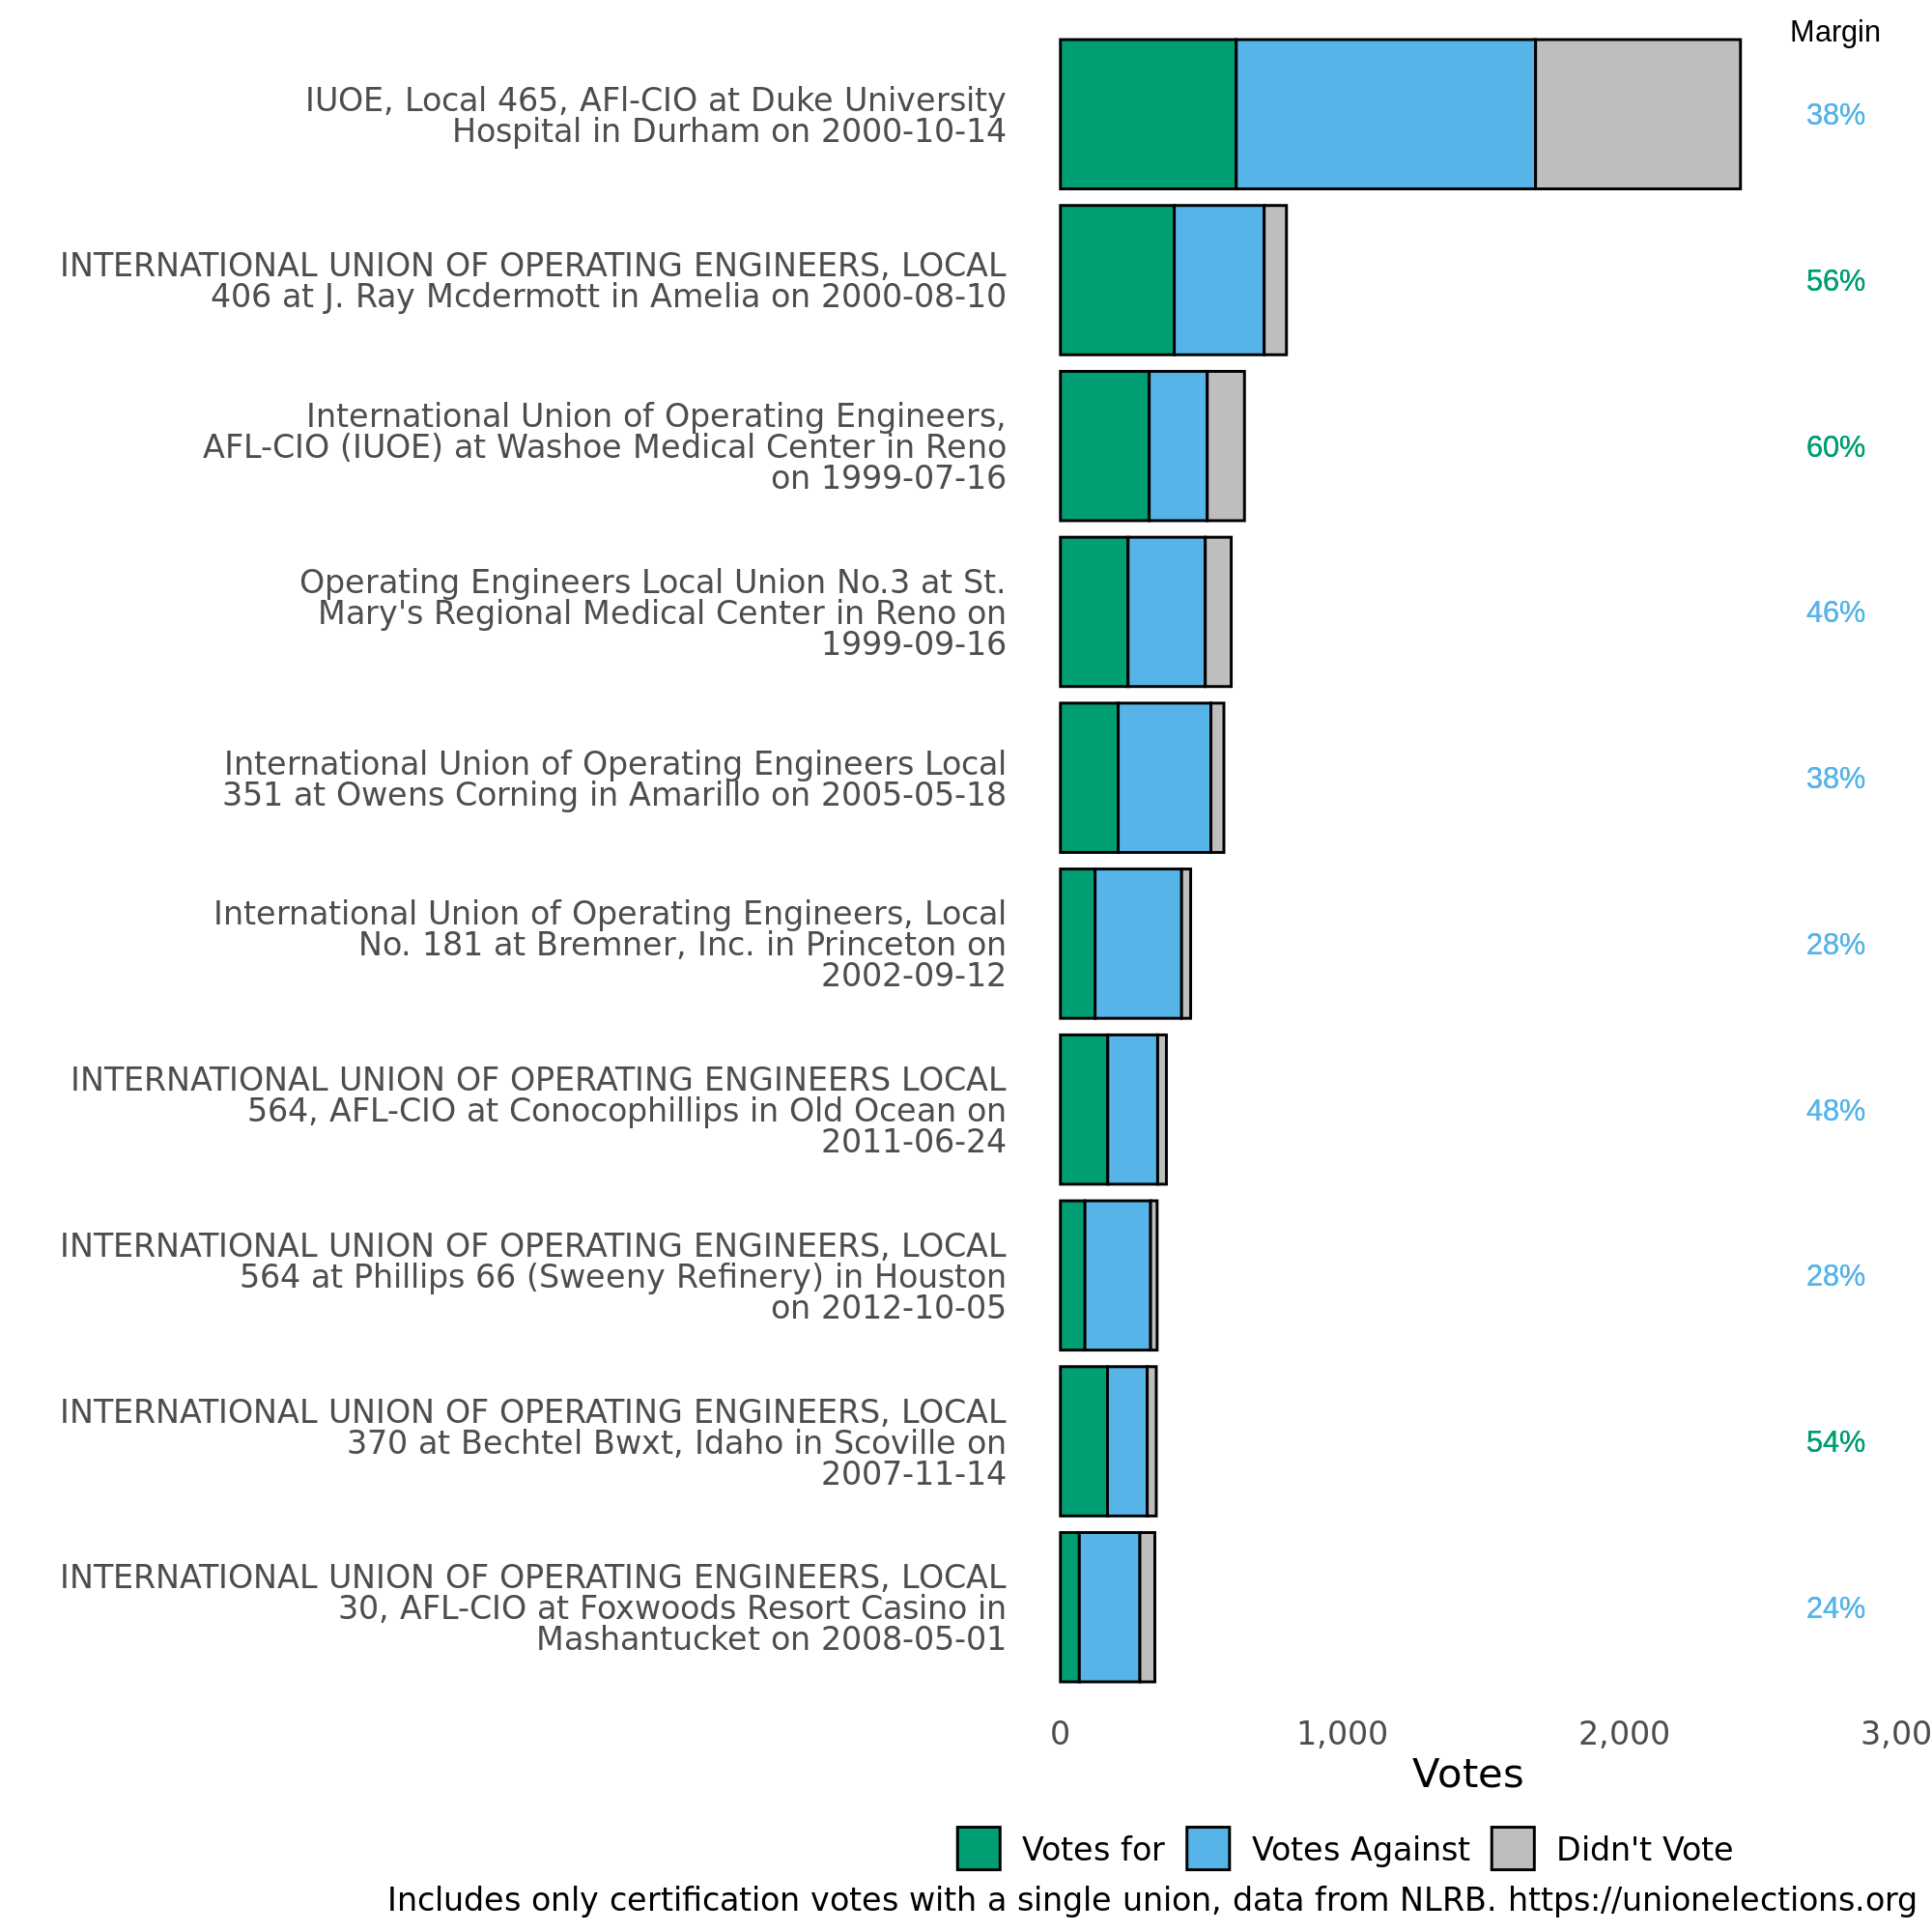 Margin
IUOE, Local 465, AFl-CIO at Duke University
Hospital in Durham on 2000-10-14
38%
INTERNATIONAL UNION OF OPERATING ENGINEERS, LOCAL
406 at J. Ray Mcdermott in Amelia on 2000-08-10
56%
International Union of Operating Engineers,
AFL-CIO (IUOE) at Washoe Medical Center in Reno
on 1999-07-16
60%
Operating Engineers Local Union No.3 at St.
Mary's Regional Medical Center in Reno on
1999-09-16
46%
International Union of Operating Engineers Local
351 at Owens Corning in Amarillo on 2005-05-18
38%
International Union of Operating Engineers, Local
No. 181 at Bremner, Inc. in Princeton on
2002-09-12
28%
INTERNATIONAL UNION OF OPERATING ENGINEERS LOCAL
564, AFL-CIO at Conocophillips in Old Ocean on
2011-06-24
48%
INTERNATIONAL UNION OF OPERATING ENGINEERS, LOCAL
564 at Phillips 66 (Sweeny Refinery) in Houston
on 2012-10-05
28%
INTERNATIONAL UNION OF OPERATING ENGINEERS, LOCAL
370 at Bechtel Bwxt, Idaho in Scoville on
2007-11-14
54%
INTERNATIONAL UNION OF OPERATING ENGINEERS, LOCAL
30, AFL-CIO at Foxwoods Resort Casino in
Mashantucket on 2008-05-01
24%
0 1,000 2,000 3,00
Votes
Votes for Votes Against Didn't Vote
Includes only certification votes with a single union, data from NLRB. https://unionelections.org